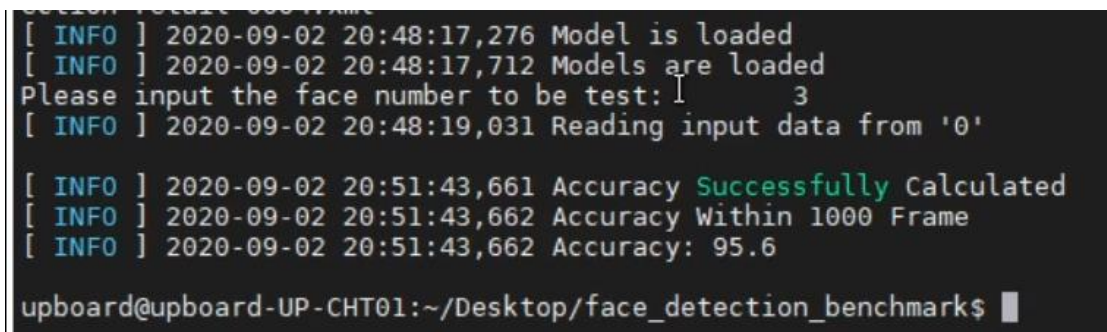 [ INFO ] 2020-09-02 20:48:17,276 Model is loaded
[ INFO ] 2020-09-02 20:48:17,712 Models are loaded
Please input the face number to be test: 3
[ INFO ] 2020-09-02 20:48:19,031 Reading input data from '0'
[ INFO ] 2020-09-02 20:51:43,661 Accuracy Successfully Calculated
[ INFO ] 2020-09-02 20:51:43,662 Accuracy Within 1000 Frame
[ INFO ] 2020-09-02 20:51:43,662 Accuracy: 95.6
upboard@upboard-UP-CHT01:~/Desktop/face_detection_benchmark$